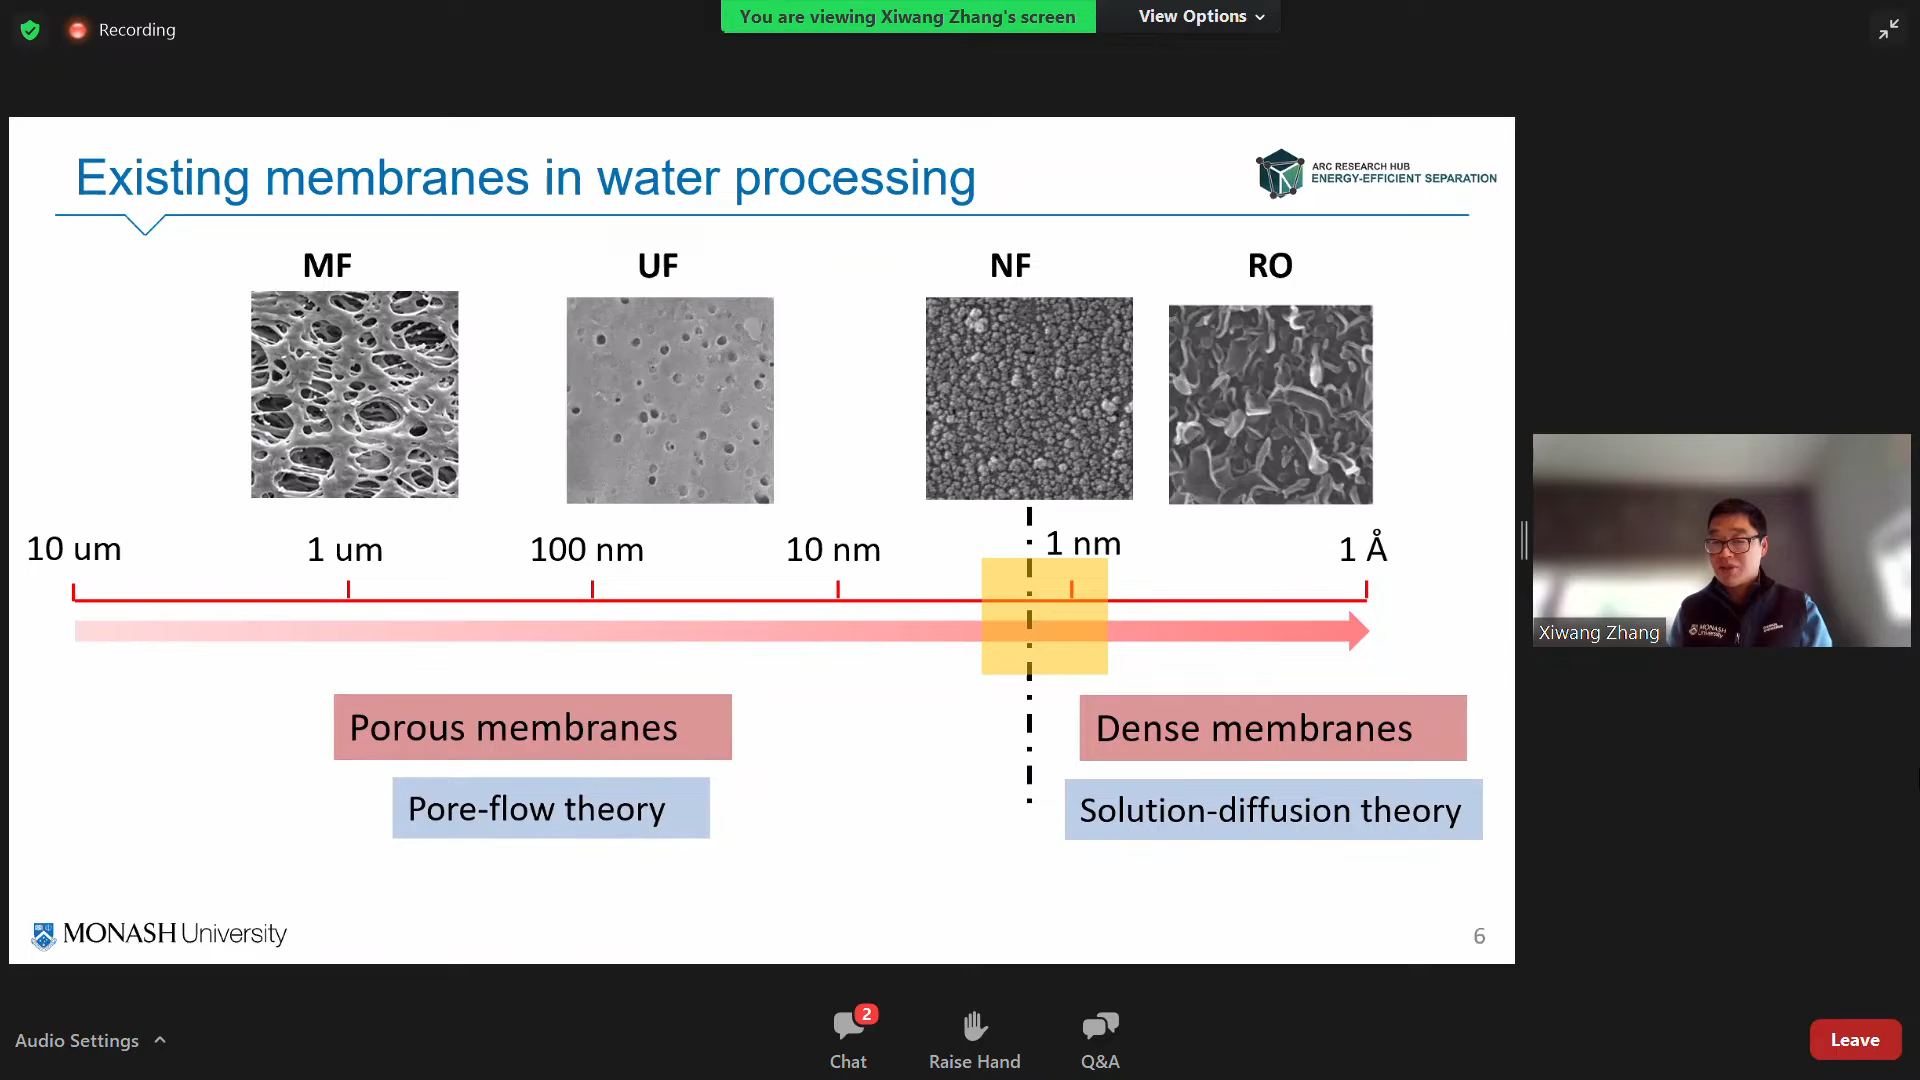 You are viewing Xiwang Zhang's screen
View Options
Recording
Existing membranes in water processing
ARC RESEARCH HUB
ENERGY-EFFICIENT SEPARATION
MF
UF
NF
RO
10 um
1 um
100 nm
10 nm
1 nm
1 Å
Porous membranes
Dense membranes
Pore-flow theory
Solution-diffusion theory
MONASH University
6
MONASH
University
Xiwang Zhang
Audio Settings
2
Chat
Raise Hand
Q&A
Leave